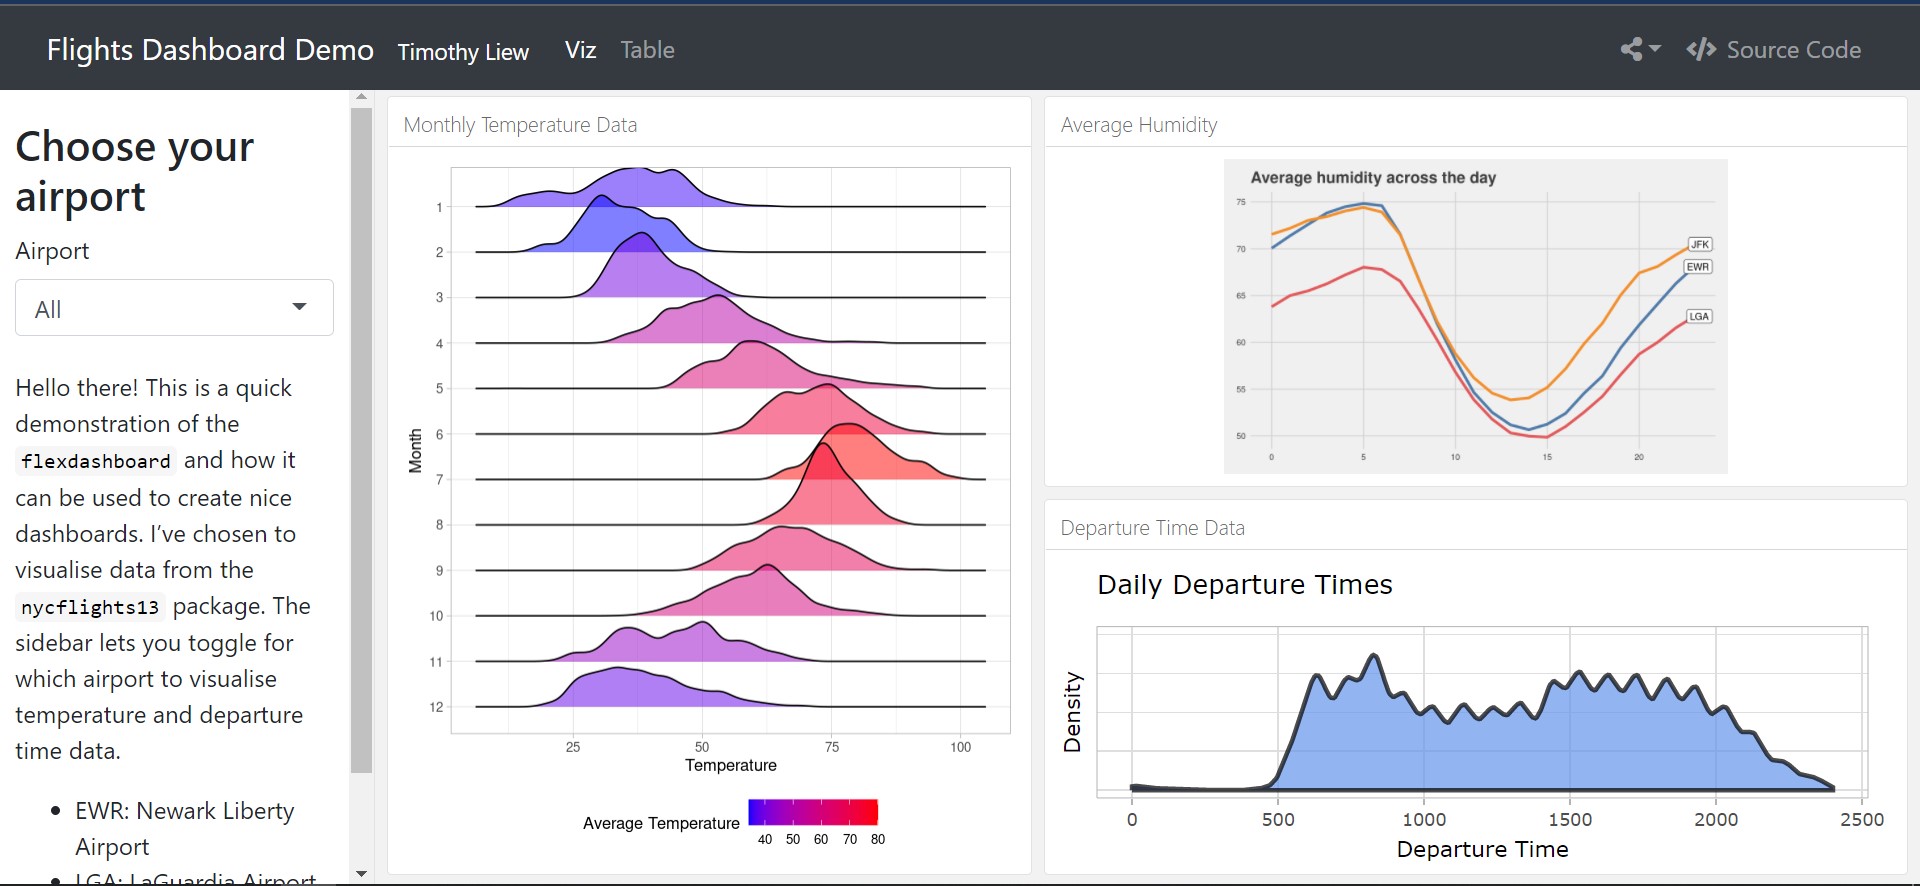 Flights Dashboard Demo Timothy Liew Viz Table Source Code
Choose your
airport
Airport
All
Hello there! This is a quick
demonstration of the
flexdashboard and how it
can be used to create nice
dashboards. I’ve chosen to
visualise data from the
nycflights13 package. The
sidebar lets you toggle for
which airport to visualise
temperature and departure
time data.
EWR: Newark Liberty
Airport
LGA: LaGuardia Airport
Monthly Temperature Data
Month
1
2
3
4
5
6
7
8
9
10
11
12
25 50 75 100
Temperature
Average Temperature
40 50 60 70 80
Average Humidity
Average humidity across the day
75
70
65
60
55
50
JFK
EWR
LGA
0 5 10 15 20
Departure Time Data
Daily Departure Times
Density
0 500 1000 1500 2000 2500
Departure Time